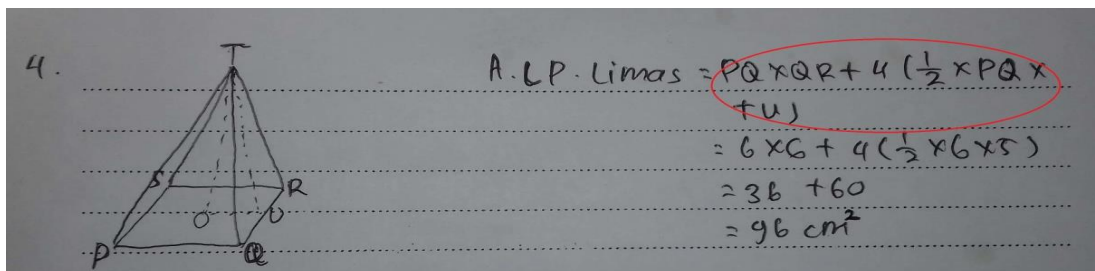 4.
T
S
R
O
U
P
Q
A. LP. Limas = PQ×QR + 4 (½ × PQ ×
TU)
= 6 × 6 + 4 (½ × 6 × 5)
= 36 + 60
= 96 cm²